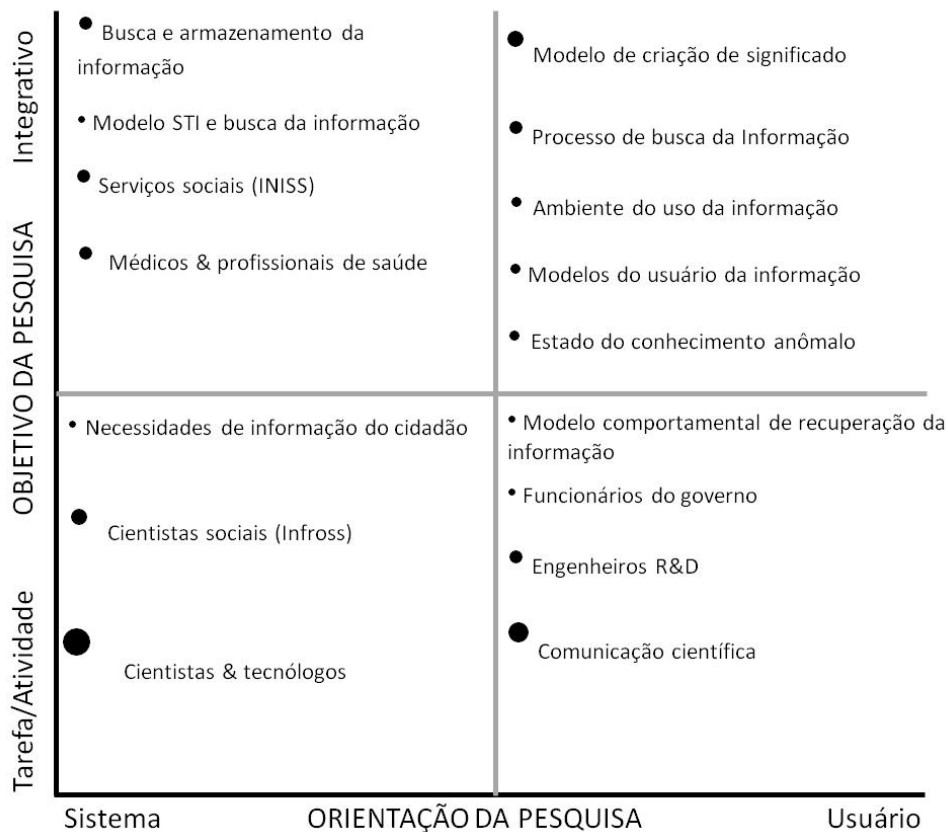 Integrativo
OBJETIVO DA PESQUISA
Tarefa/Atividade
• Busca e armazenamento da
informação
• Modelo STI e busca da informação
• Serviços sociais (INISS)
• Médicos & profissionais de saúde
• Modelo de criação de significado
• Processo de busca da Informação
• Ambiente do uso da informação
• Modelos do usuário da informação
• Estado do conhecimento anômalo
• Necessidades de informação do cidadão
• Cientistas sociais (Infross)
• Cientistas & tecnólogos
• Modelo comportamental de recuperação da
informação
• Funcionários do governo
• Engenheiros R&D
• Comunicação científica
Sistema ORIENTAÇÃO DA PESQUISA Usuário